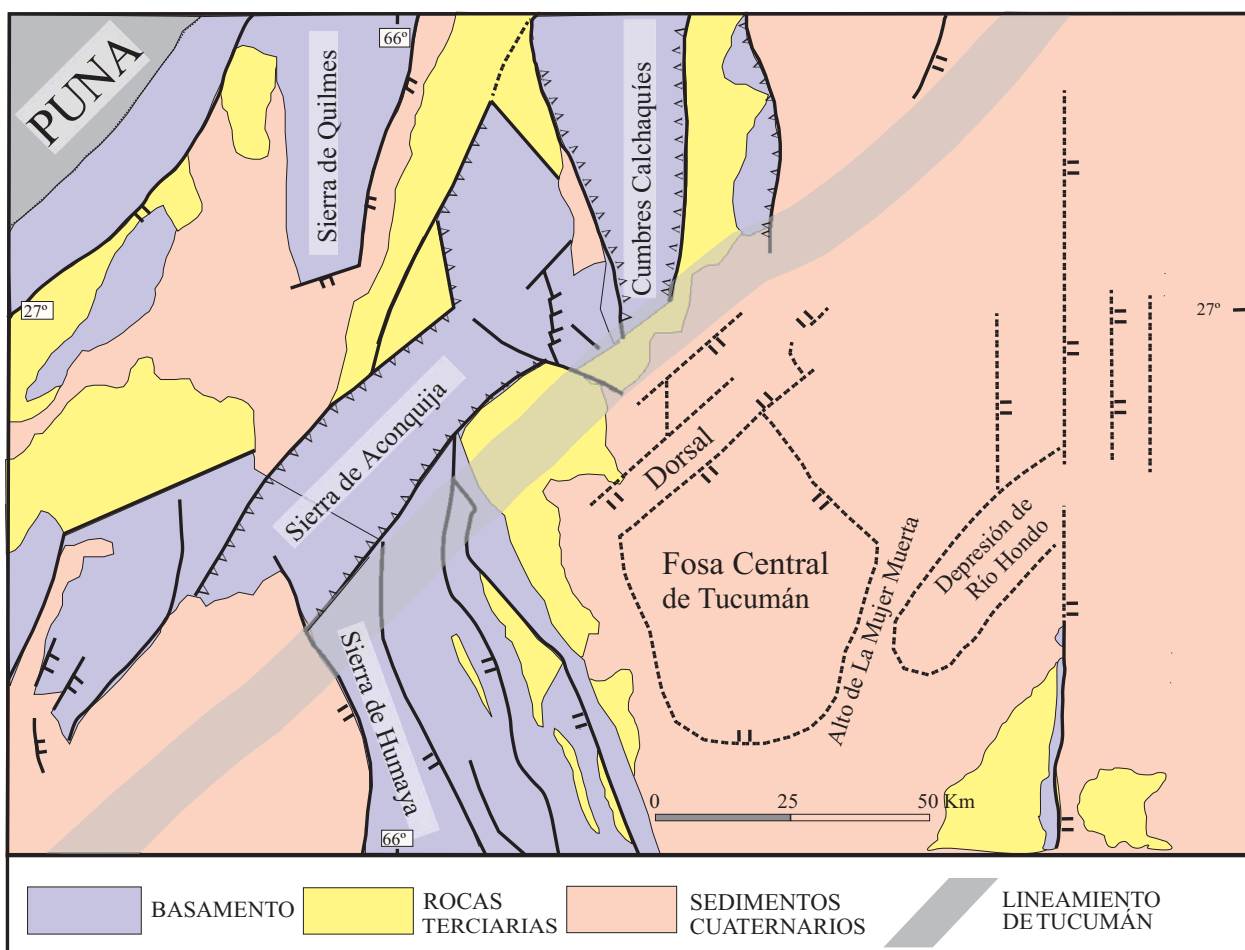 PUNA
66º
Sierra de Quilmes
Cumbres Calchaquíes
27º
27º
Sierra de Aconquija
Dorsal
Fosa Central
de Tucumán
Alto de La Mujer Muerta
Depresión de
Río Hondo
Sierra de Humaya
66º
0 25 50 Km
BASAMENTO
ROCAS
TERCIARIAS
SEDIMENTOS
CUATERNARIOS
LINEAMIENTO
DE TUCUMÁN